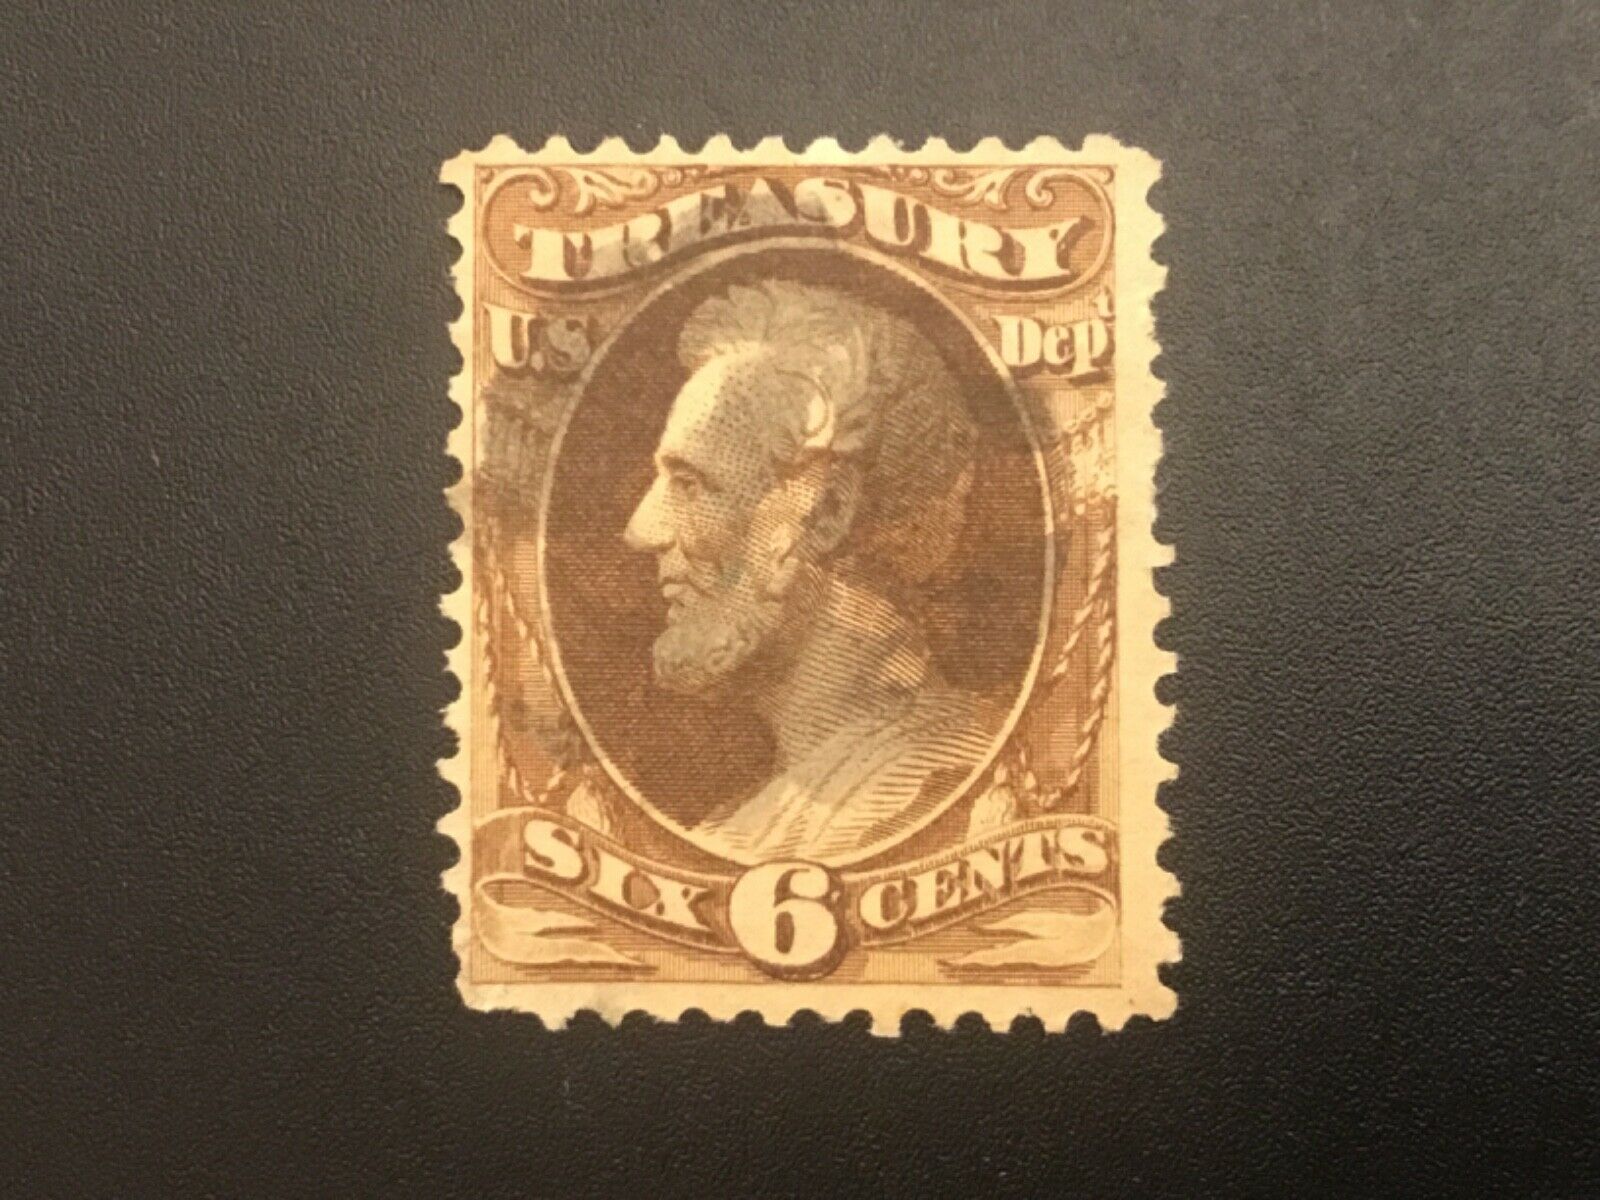 TREASURY
U.S. Dept
SIX 6 CENTS